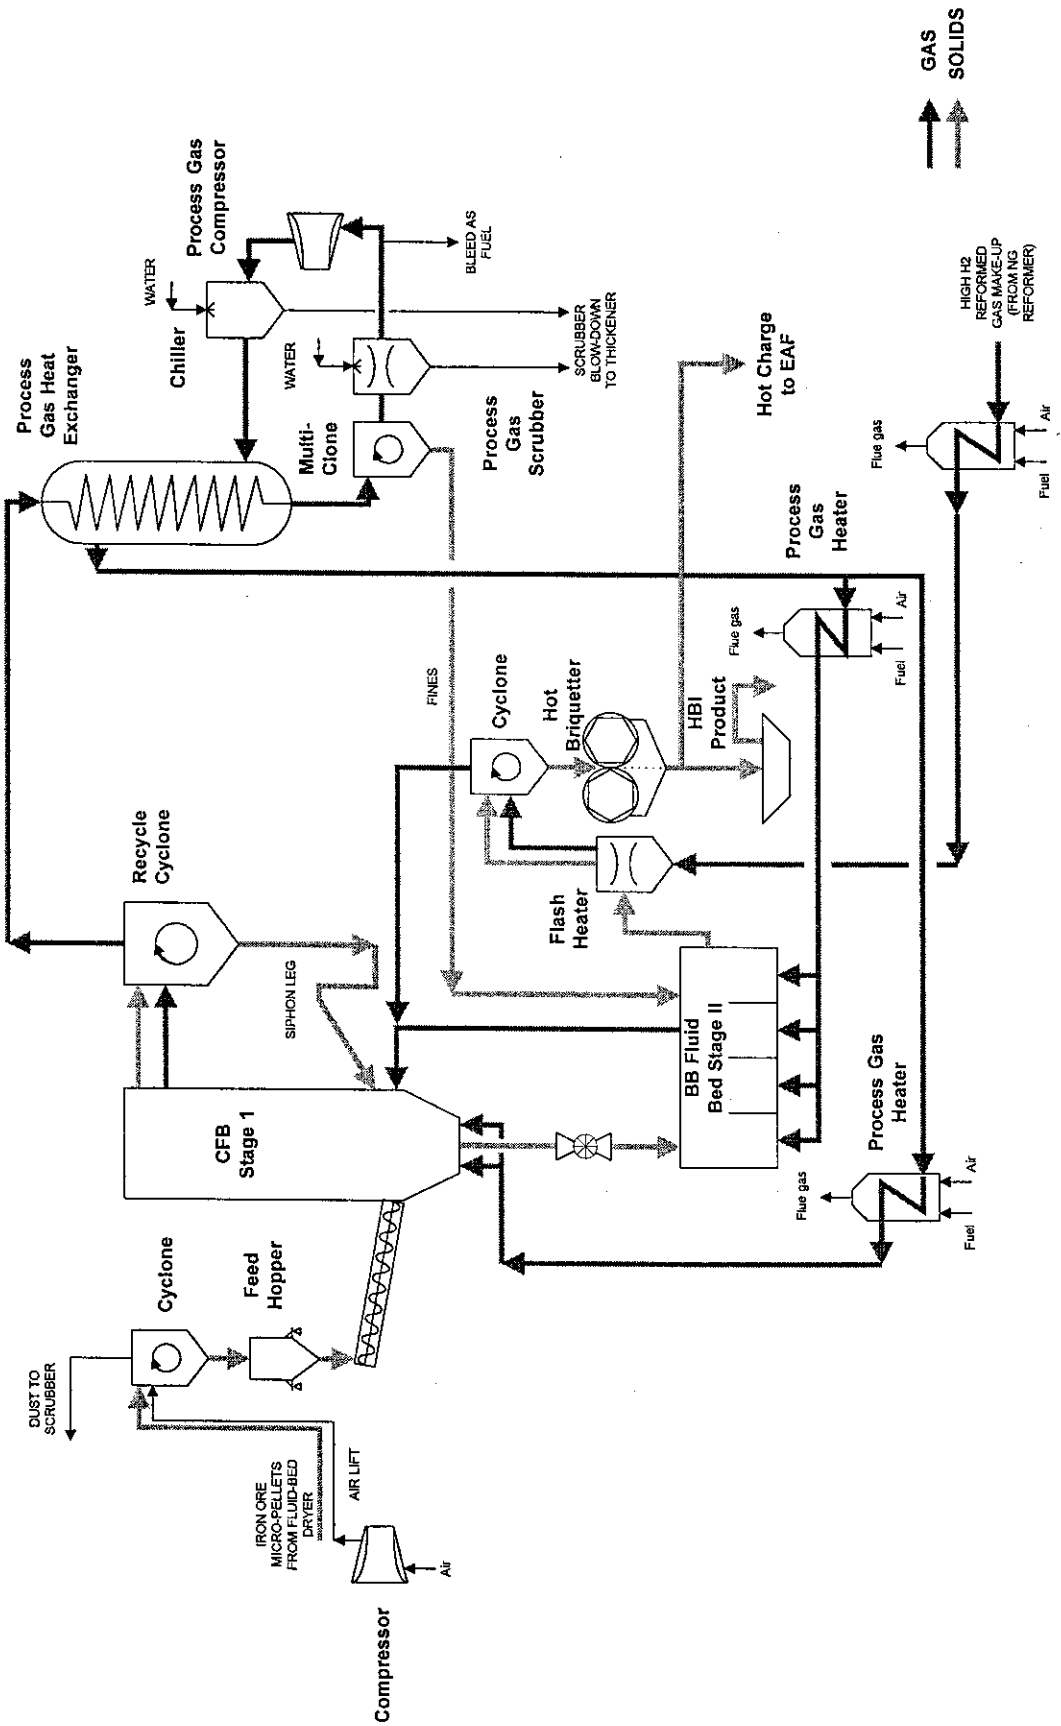 Compressor
Air
AIR LIFT
IRON ORE
MICRO-PELLETS
FROM FLUID-BED
DRYER
DUST TO
SCRUBBER
Cyclone
Feed
Hopper
CFB
Stage 1
Recycle
Cyclone
SIPHON LEG
Process
Gas Heat
Exchanger
Chiller
WATER
Process Gas
Compressor
Multi-
Clone
WATER
Process Gas
Scrubber
BLEED AS
FUEL
SCRUBBER
BLOW-DOWN
TO THICKENER
FINES
Cyclone
Hot
Briquetter
HBI
Product
Hot Charge
to EAF
Flash
Heater
BB Fluid
Bed Stage II
Process Gas
Heater
Flue gas
Fuel
Air
Process
Gas
Heater
Flue gas
Fuel
Air
Flue gas
Fuel
Air
HIGH H2
REFORMED
GAS MAKE-UP
(FROM NG
REFORMER)
GAS
SOLIDS